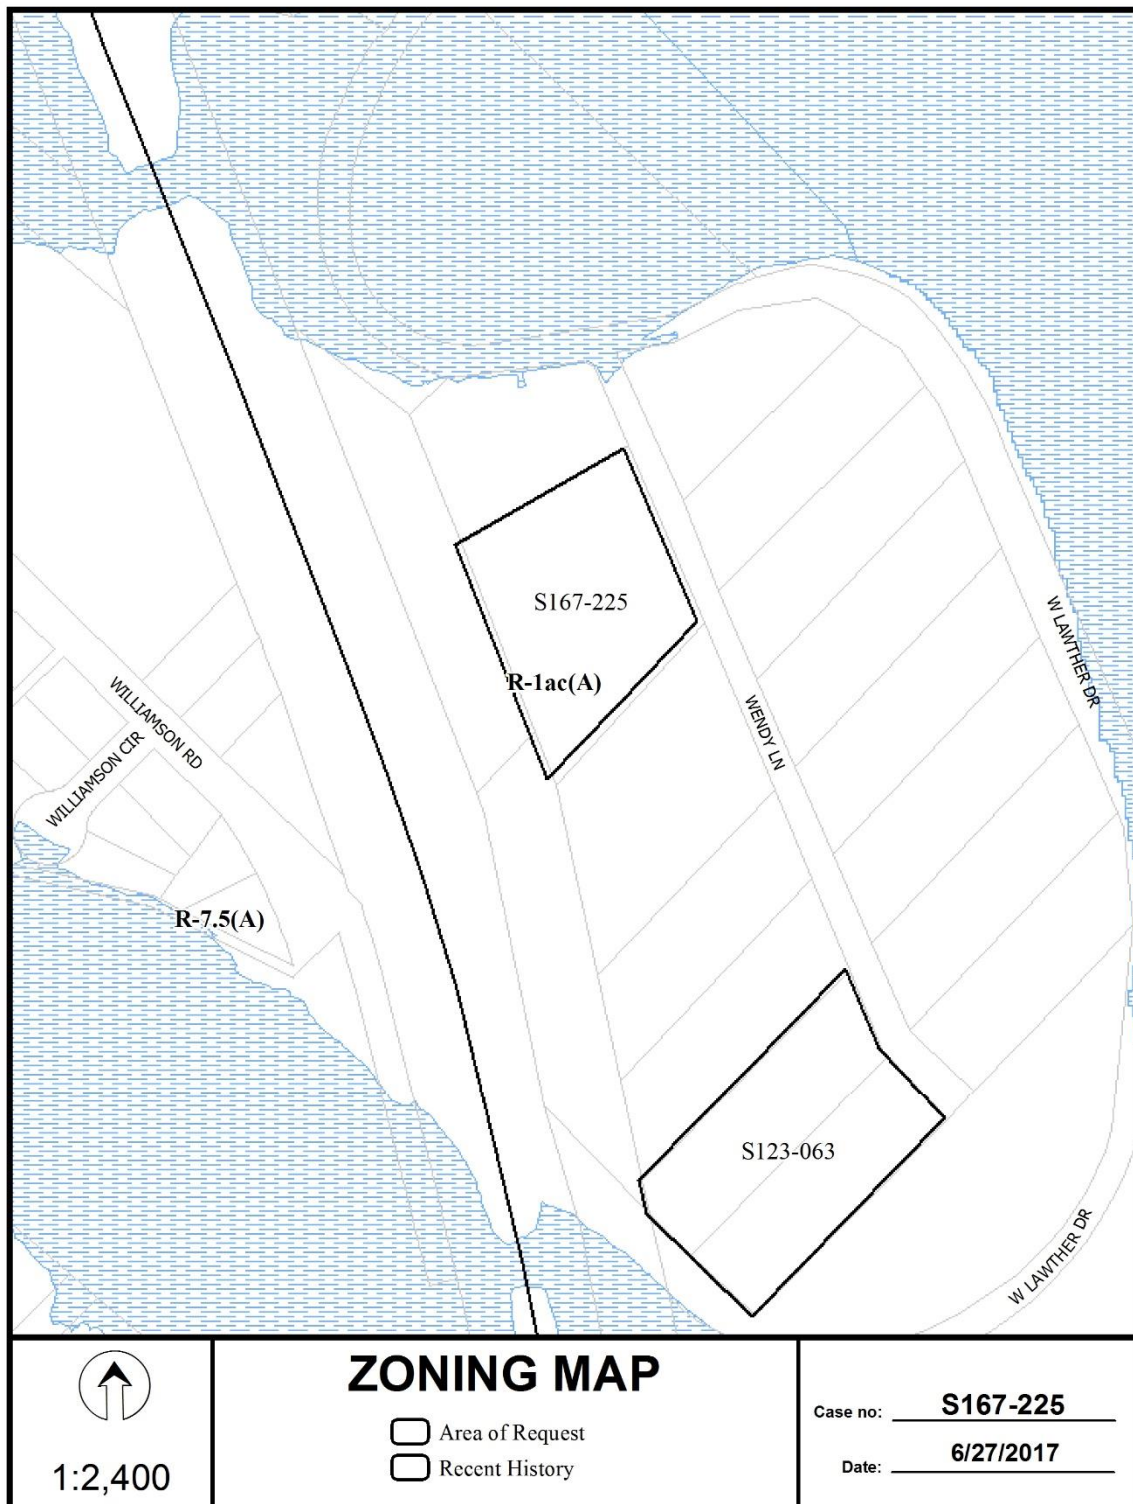 S167-225
R-1ac(A)
W LAWTHER DR
WILLIAMSON RD
WENDY LN
WILLIAMSON CIR
R-7.5(A)
S123-063
W LAWTHER DR
1:2,400
ZONING MAP
Area of Request
Recent History
Case no: S167-225
Date: 6/27/2017